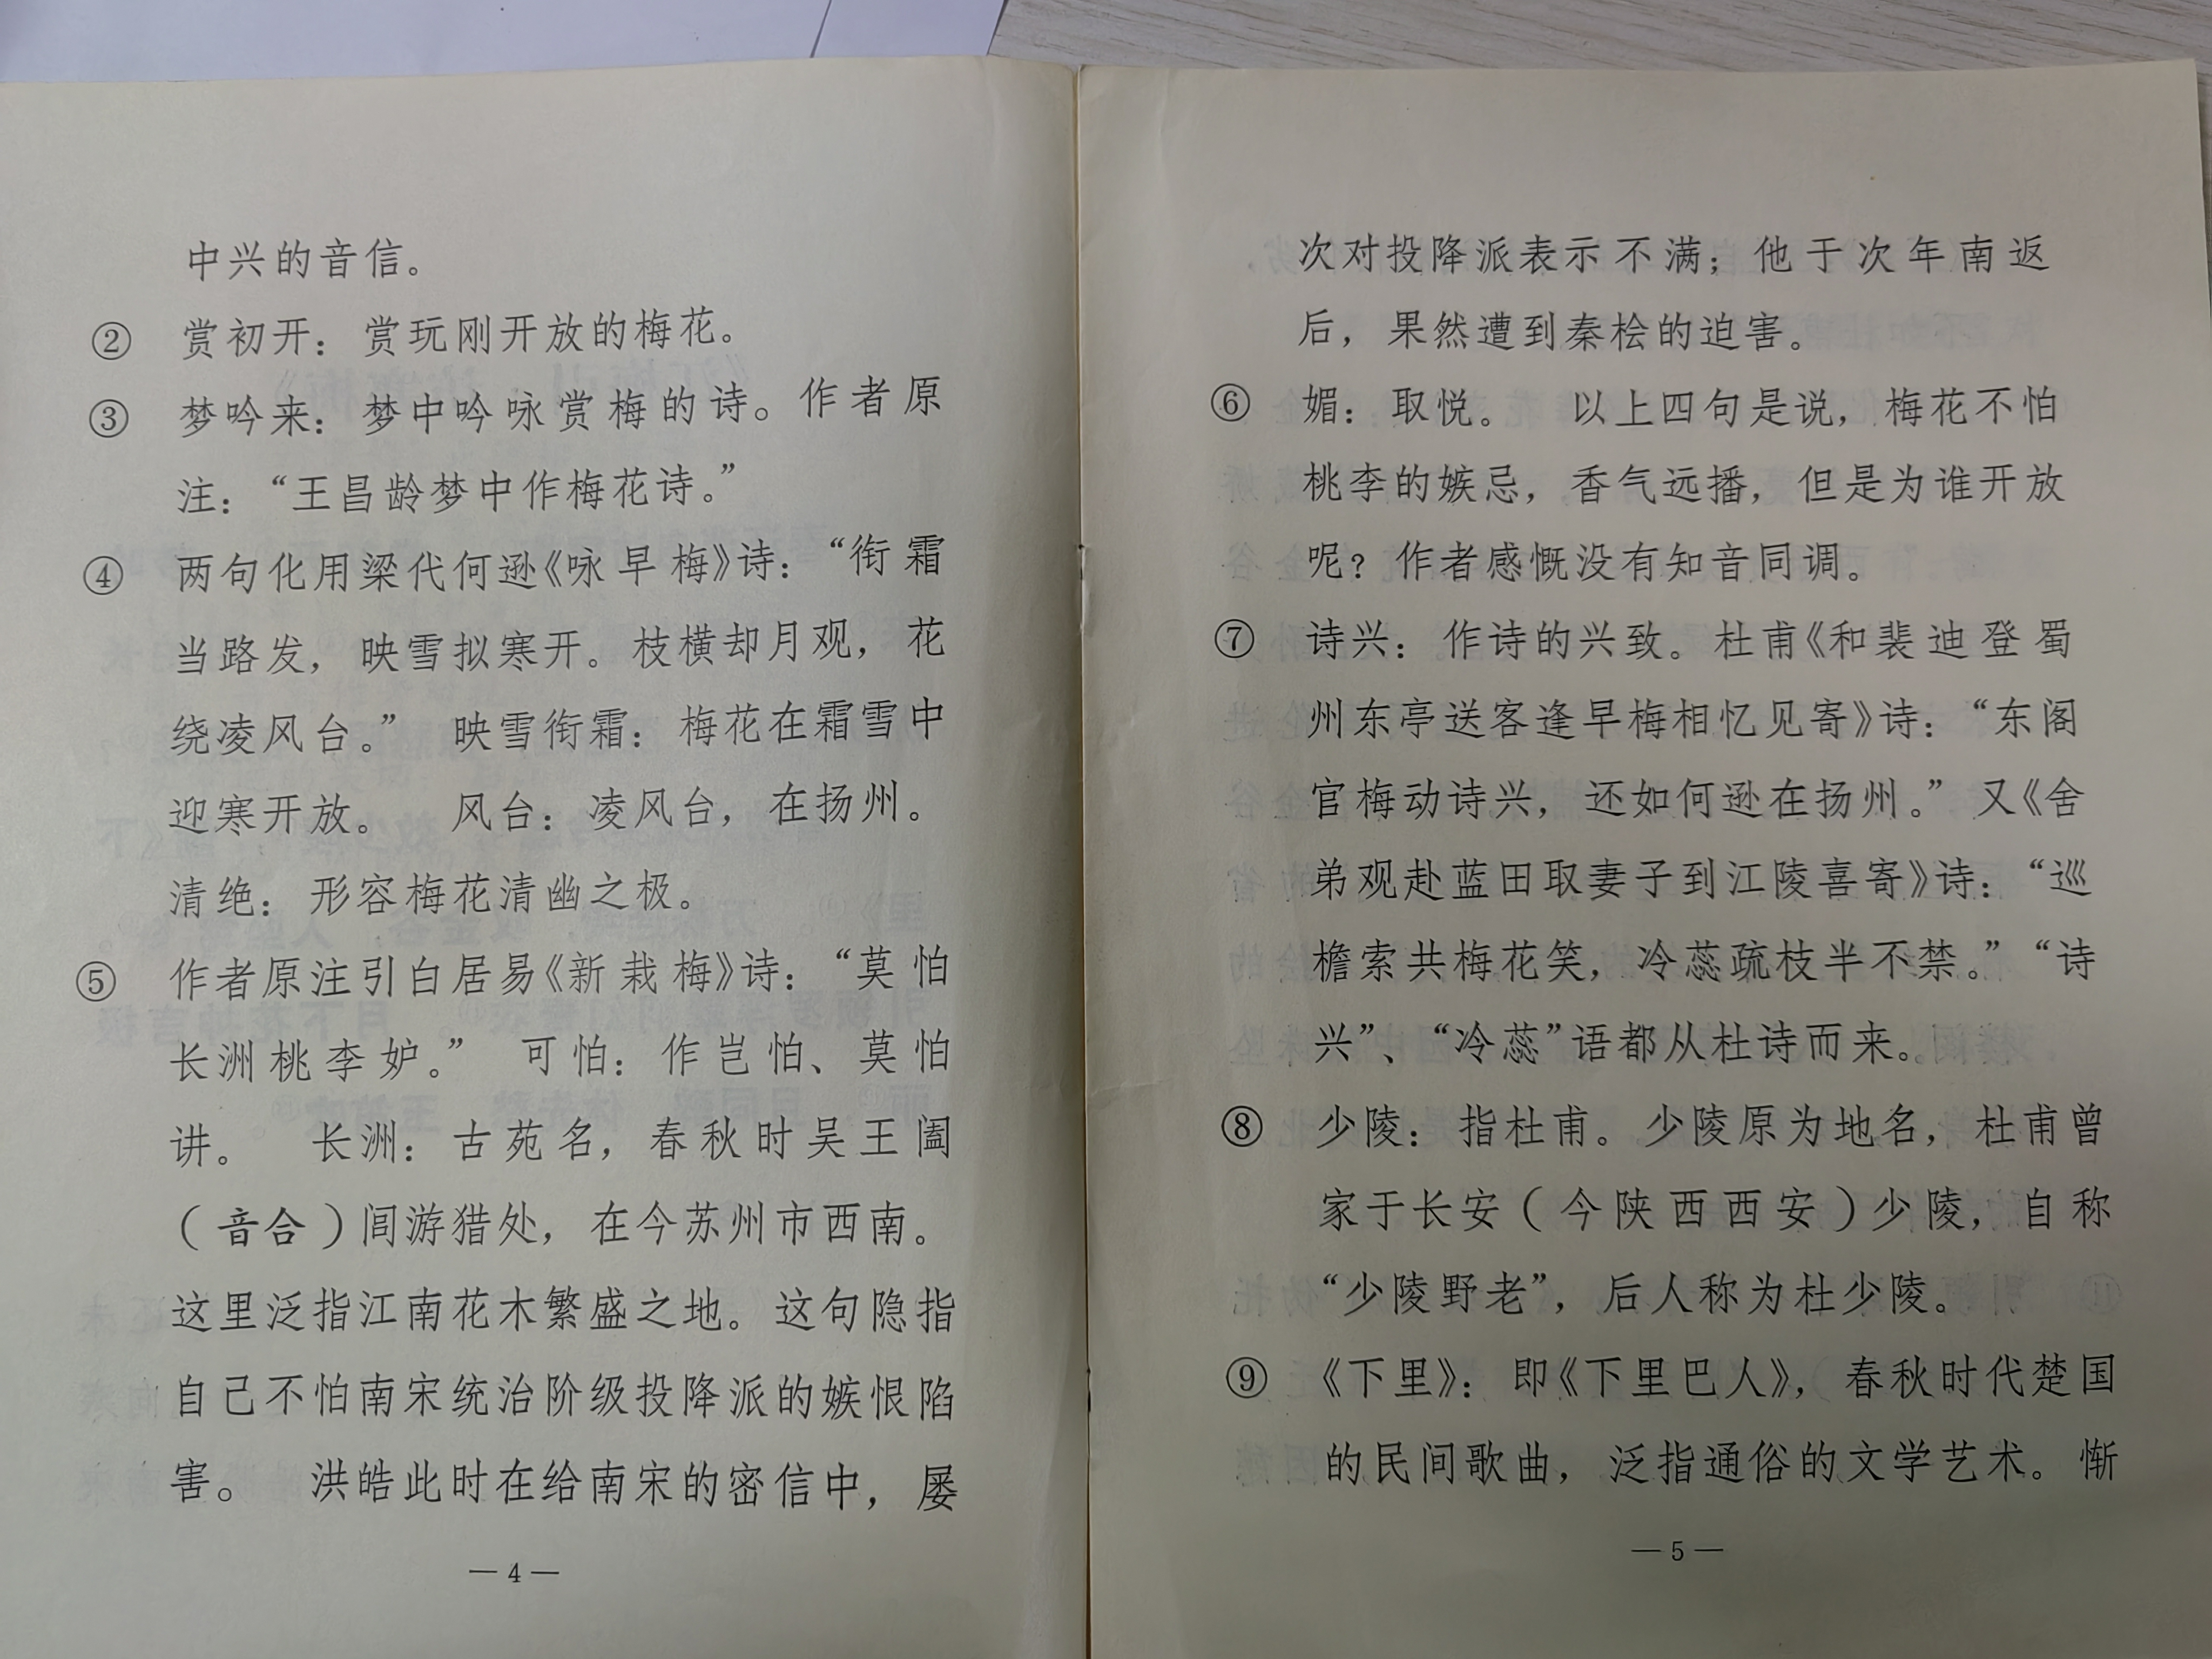 中兴的音信。
② 赏初开：赏玩刚开放的梅花。
③ 梦吟来：梦中吟咏赏梅的诗。作者原
注：“王昌龄梦中作梅花诗。”
④ 两句化用梁代何逊《咏早梅》诗：“衔霜
当路发，映雪拟寒开。枝横却月观，花
绕凌风台。” 映雪衔霜：梅花在霜雪中
迎寒开放。 风台：凌风台，在扬州。
清绝：形容梅花清幽之极。
⑤ 作者原注引白居易《新栽梅》诗：“莫怕
长洲桃李妒。” 可怕：作岂怕、莫怕
讲。 长洲：古苑名，春秋时吴王阖
（音合）闾游猎处，在今苏州市西南。
这里泛指江南花木繁盛之地。这句隐指
自己不怕南宋统治阶级投降派的嫉恨陷
害。 洪皓此时在给南宋的密信中，屡
— 4 —
次对投降派表示不满；他于次年南返
后，果然遭到秦桧的迫害。
⑥ 媚：取悦。 以上四句是说，梅花不怕
桃李的嫉忌，香气远播，但是为谁开放
呢？作者感慨没有知音同调。
⑦ 诗兴：作诗的兴致。杜甫《和裴迪登蜀
州东亭送客逢早梅相忆见寄》诗：“东阁
官梅动诗兴，还如何逊在扬州。”又《舍
弟观赴蓝田取妻子到江陵喜寄》诗：“巡
檐索共梅花笑，冷蕊疏枝半不禁。”“诗
兴”、“冷蕊”语都从杜诗而来。
⑧ 少陵：指杜甫。少陵原为地名，杜甫曾
家于长安（今陕西西安）少陵，自称
“少陵野老”，后人称为杜少陵。
⑨ 《下里》：即《下里巴人》，春秋时代楚国
的民间歌曲，泛指通俗的文学艺术。惭
— 5 —